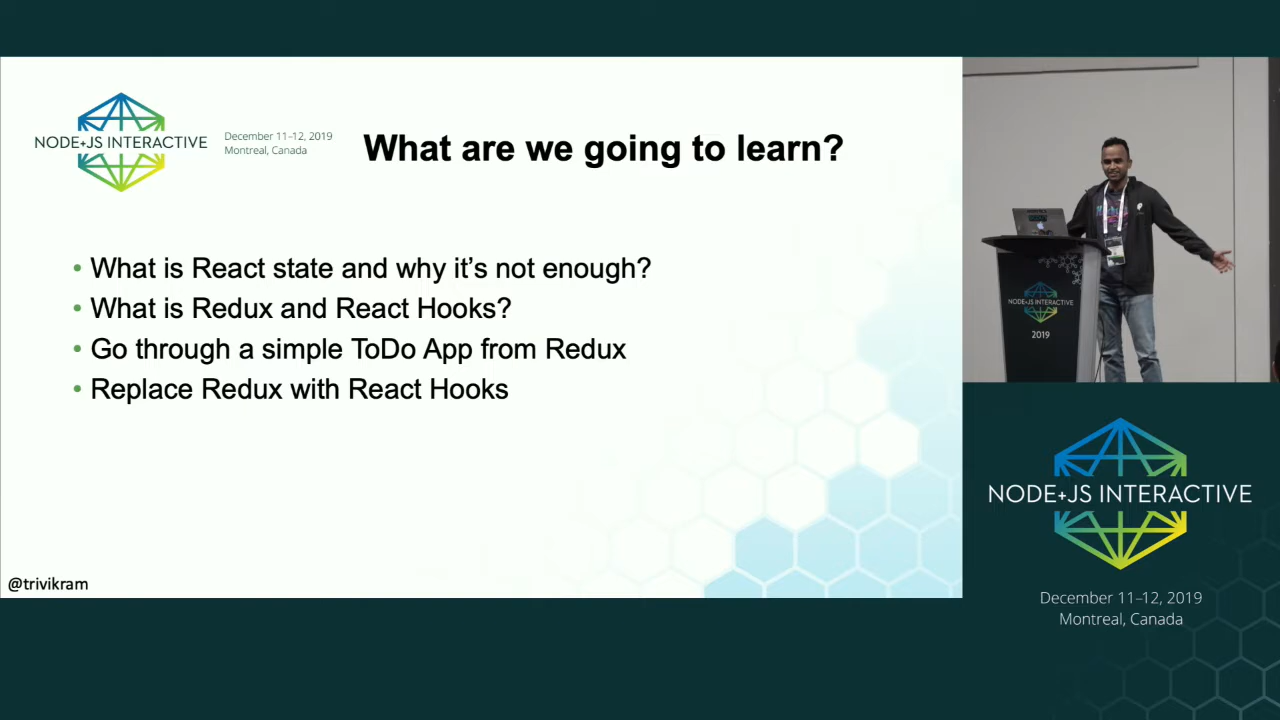 NODE+JS INTERACTIVE
December 11–12, 2019
Montreal, Canada
What are we going to learn?
• What is React state and why it’s not enough?
• What is Redux and React Hooks?
• Go through a simple ToDo App from Redux
• Replace Redux with React Hooks
@trivikram
NODE+JS INTERACTIVE
2019
NODE+JS INTERACTIVE
December 11–12, 2019
Montreal, Canada